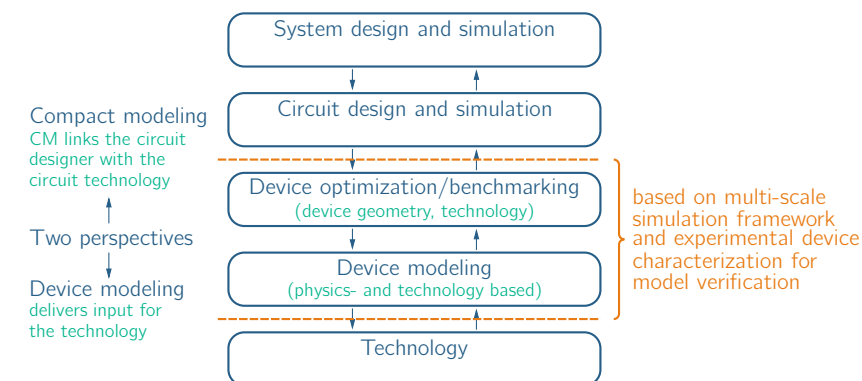 System design and simulation
Circuit design and simulation
Compact modeling
CM links the circuit
designer with the
circuit technology
Two perspectives
Device modeling
delivers input for
the technology
Device optimization/benchmarking
(device geometry, technology)
Device modeling
(physics- and technology based)
Technology
based on multi-scale
simulation framework
and experimental device
characterization for
model verification